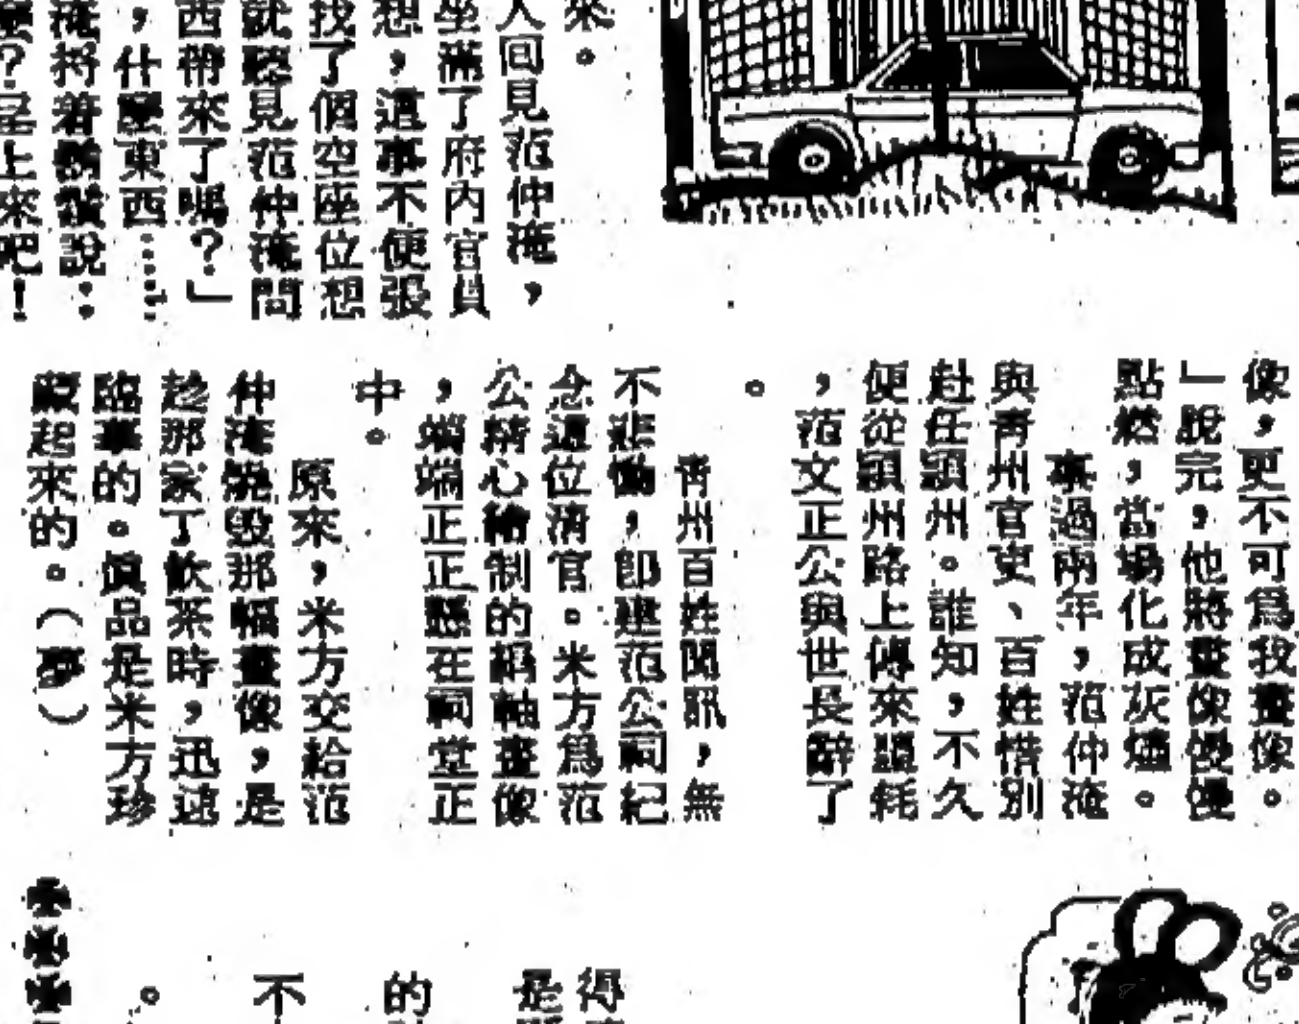 來。
人回見范仲淹，
坐滿了府內官員
想，這事不便張
找了個空座位想
就聽見范仲淹問
西帶來了嗎？」
，什麼東西……
淹捋着鬍鬚說：
呈上來吧！
像，更不可爲我畫像。
」說完，他將畫像慢慢
點燃，當場化成灰燼。
事過兩年，范仲淹
與青州官吏、百姓惜別
赴任潁州。誰知，不久
便從潁州路上傳來噩耗
，范文正公與世長辭了
。
青州百姓聞訊，無
不悲慟，卽建范公祠紀
念這位清官。米方爲范
公精心繪制的絹軸畫像
，端端正正懸在祠堂正
中。
原來，米方交給范
仲淹燒毀那幅畫像，是
趁那家丁飲茶時，迅速
臨摹的。眞品是米方珍
藏起來的。（夢）
得
是
的
不
。